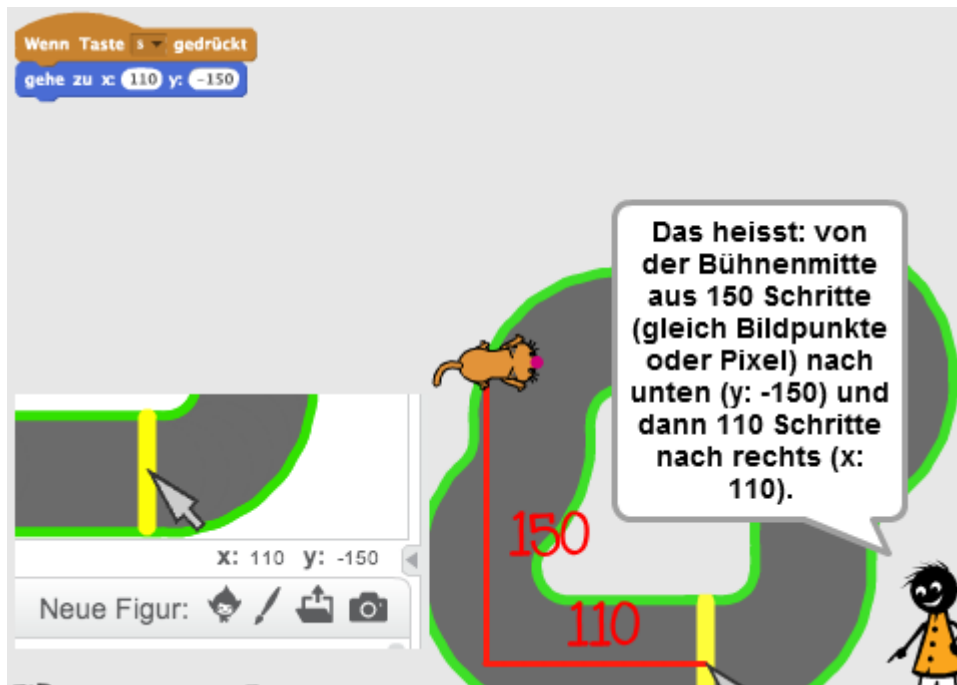 Wenn Taste s gedrückt
gehe zu x: 110 y: -150
Das heisst: von
der Bühnenmitte
aus 150 Schritte
(gleich Bildpunkte
oder Pixel) nach
unten (y: -150) und
dann 110 Schritte
nach rechts (x:
110).
150
110
x: 110 y: -150
Neue Figur: